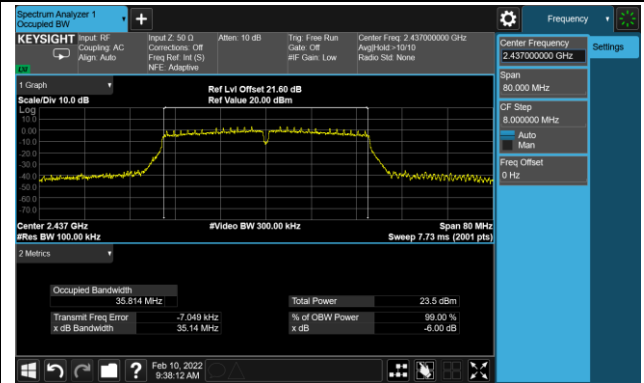 Spectrum Analyzer 1
Occupied BW
Frequency
KEYSIGHT
Input: RF
Coupling: AC
Align: Auto
Input Z: 50 Ω
Corrections: Off
Freq Ref: Int (S)
NFE: Adaptive
Atten: 10 dB
Trig: Free Run
Gate: Off
#IF Gain: Low
Center Freq: 2.437000000 GHz
Avg|Hold:>10/10
Radio Std: None
Center Frequency
2.437000000 GHz
Settings
Span
80.000 MHz
CF Step
8.000000 MHz
Auto
Man
Freq Offset
0 Hz
1 Graph
Scale/Div 10.0 dB
Ref Lvl Offset 21.60 dB
Ref Value 20.00 dBm
Log
10.0
0.00
-10.0
-20.0
-30.0
-40.0
-50.0
-60.0
-70.0
Center 2.437 GHz
#Res BW 100.00 kHz
#Video BW 300.00 kHz
Span 80 MHz
Sweep 7.73 ms (2001 pts)
2 Metrics
Occupied Bandwidth
35.814 MHz
Total Power 23.5 dBm
Transmit Freq Error -7.049 kHz
% of OBW Power 99.00 %
x dB Bandwidth 35.14 MHz
x dB -6.00 dB
?
Feb 10, 2022
9:38:12 AM